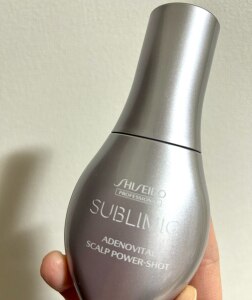 SHISEIDO
PROFESSIONAL
SUBLIMIC
ADENOVITAL
SCALP POWER-SHOT